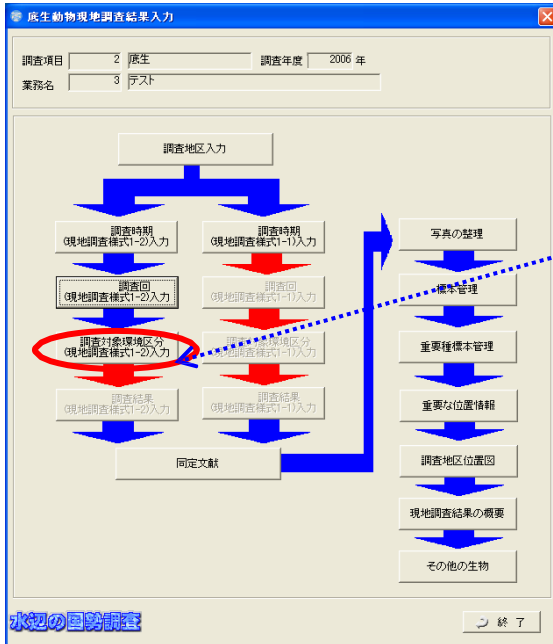 底生動物現地調査結果入力
調査項目 2 底生 調査年度 2006 年
業務名 3 テスト
調査地区入力
調査時期
(現地調査様式1-2)入力
調査時期
(現地調査様式1-1)入力
写真の整理
調査回
(現地調査様式1-2)入力
調査回
(現地調査様式1-1)入力
標本管理
調査対象環境区分
(現地調査様式1-2)入力
調査対象環境区分
(現地調査様式1-1)入力
重要種標本管理
調査結果
(現地調査様式1-2)入力
調査結果
(現地調査様式1-1)入力
重要な位置情報
同定文献
調査地区位置図
現地調査結果の概要
その他の生物
水辺の国勢調査
終 了